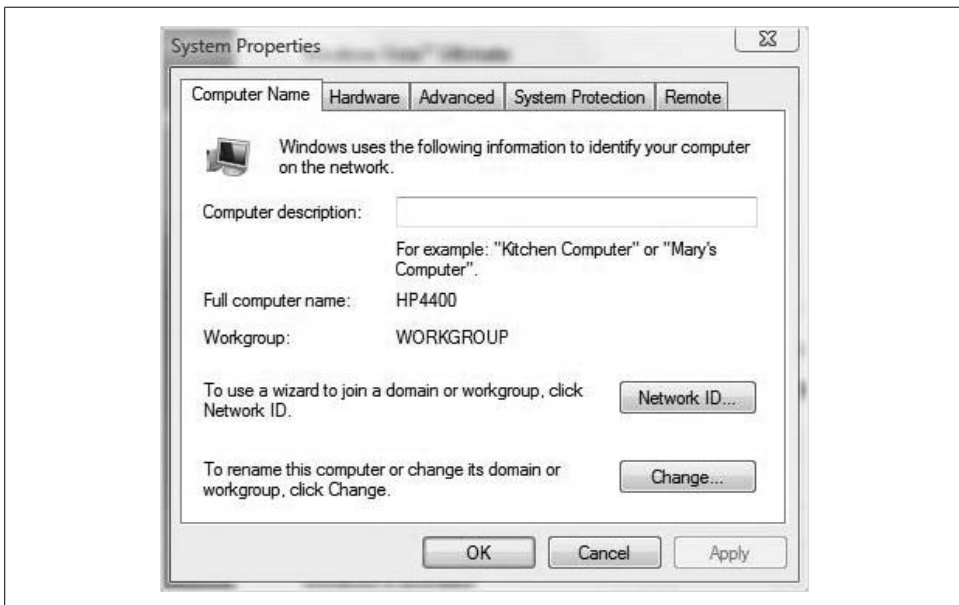 System Properties
Computer Name
Hardware
Advanced
System Protection
Remote
Windows uses the following information to identify your computer
on the network.
Computer description:
For example: "Kitchen Computer" or "Mary's
Computer".
Full computer name:
HP4400
Workgroup:
WORKGROUP
To use a wizard to join a domain or workgroup, click
Network ID.
Network ID...
To rename this computer or change its domain or
workgroup, click Change.
Change...
OK
Cancel
Apply